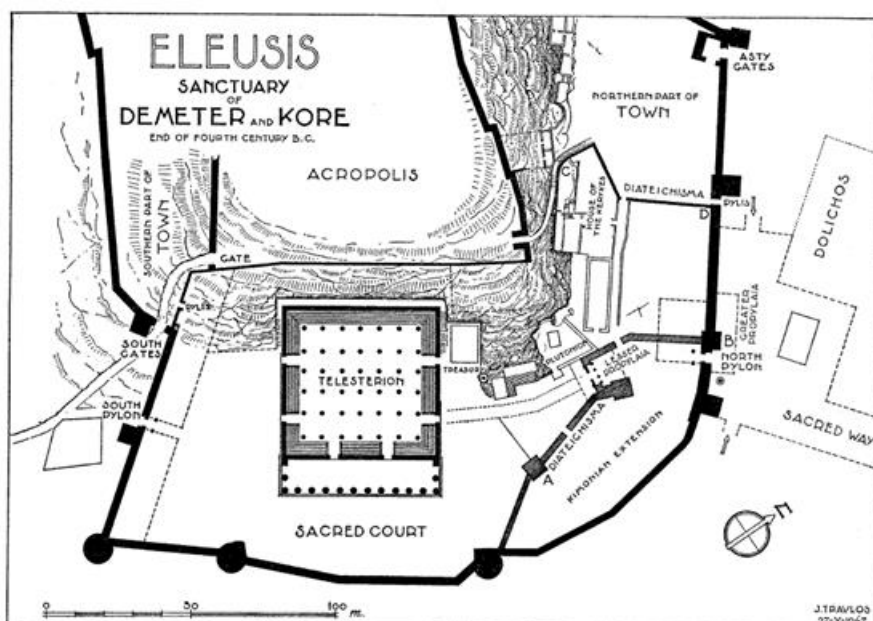 ELEUSIS
SANCTUARY
OF
DEMETER AND KORE
END OF FOURTH CENTURY B.C.
ACROPOLIS
SOUTHERN PART OF
TOWN
GATE
PYLIS
SOUTH
GATES
SOUTH
PYLON
TELESTERION
TREASURY
PLUTONION
LESSER
PROPYLAIA
HOUSE OF
THE KERYKES
C
NORTHERN PART OF
TOWN
ASTY
GATES
DIATEICHISMA
PYLIS
D
DOLICHOS
GREATER
PROPYLAIA
B
NORTH
PYLON
SACRED WAY
DIATEICHISMA
A
KIMONIAN EXTENSION
SACRED COURT
N
0 50 100 m.
J. TRAVLOS